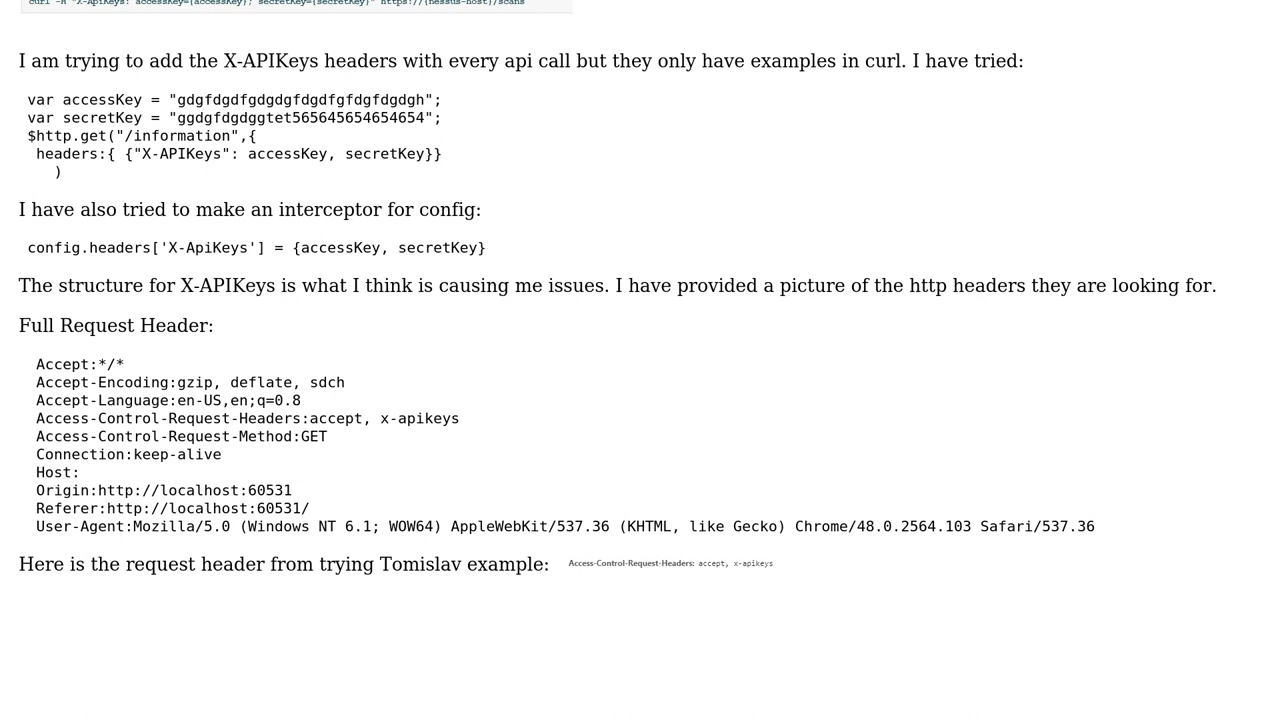 curl -H "X-ApiKeys: accessKey={accessKey}; secretKey={secretKey}" https://{nessus-host}/scans
I am trying to add the X-APIKeys headers with every api call but they only have examples in curl. I have tried:
var accessKey = "gdgfdgdfgdgdgfdgdfgfdgfdgdgh";
var secretKey = "ggdgfdgdggtet565645654654654";
$http.get("/information",{
headers:{ {"X-APIKeys": accessKey, secretKey}}
)
I have also tried to make an interceptor for config:
config.headers['X-ApiKeys'] = {accessKey, secretKey}
The structure for X-APIKeys is what I think is causing me issues. I have provided a picture of the http headers they are looking for.
Full Request Header:
Accept:*/*
Accept-Encoding:gzip, deflate, sdch
Accept-Language:en-US,en;q=0.8
Access-Control-Request-Headers:accept, x-apikeys
Access-Control-Request-Method:GET
Connection:keep-alive
Host:
Origin:http://localhost:60531
Referer:http://localhost:60531/
User-Agent:Mozilla/5.0 (Windows NT 6.1; WOW64) AppleWebKit/537.36 (KHTML, like Gecko) Chrome/48.0.2564.103 Safari/537.36
Here is the request header from trying Tomislav example: Access-Control-Request-Headers: accept, x-apikeys